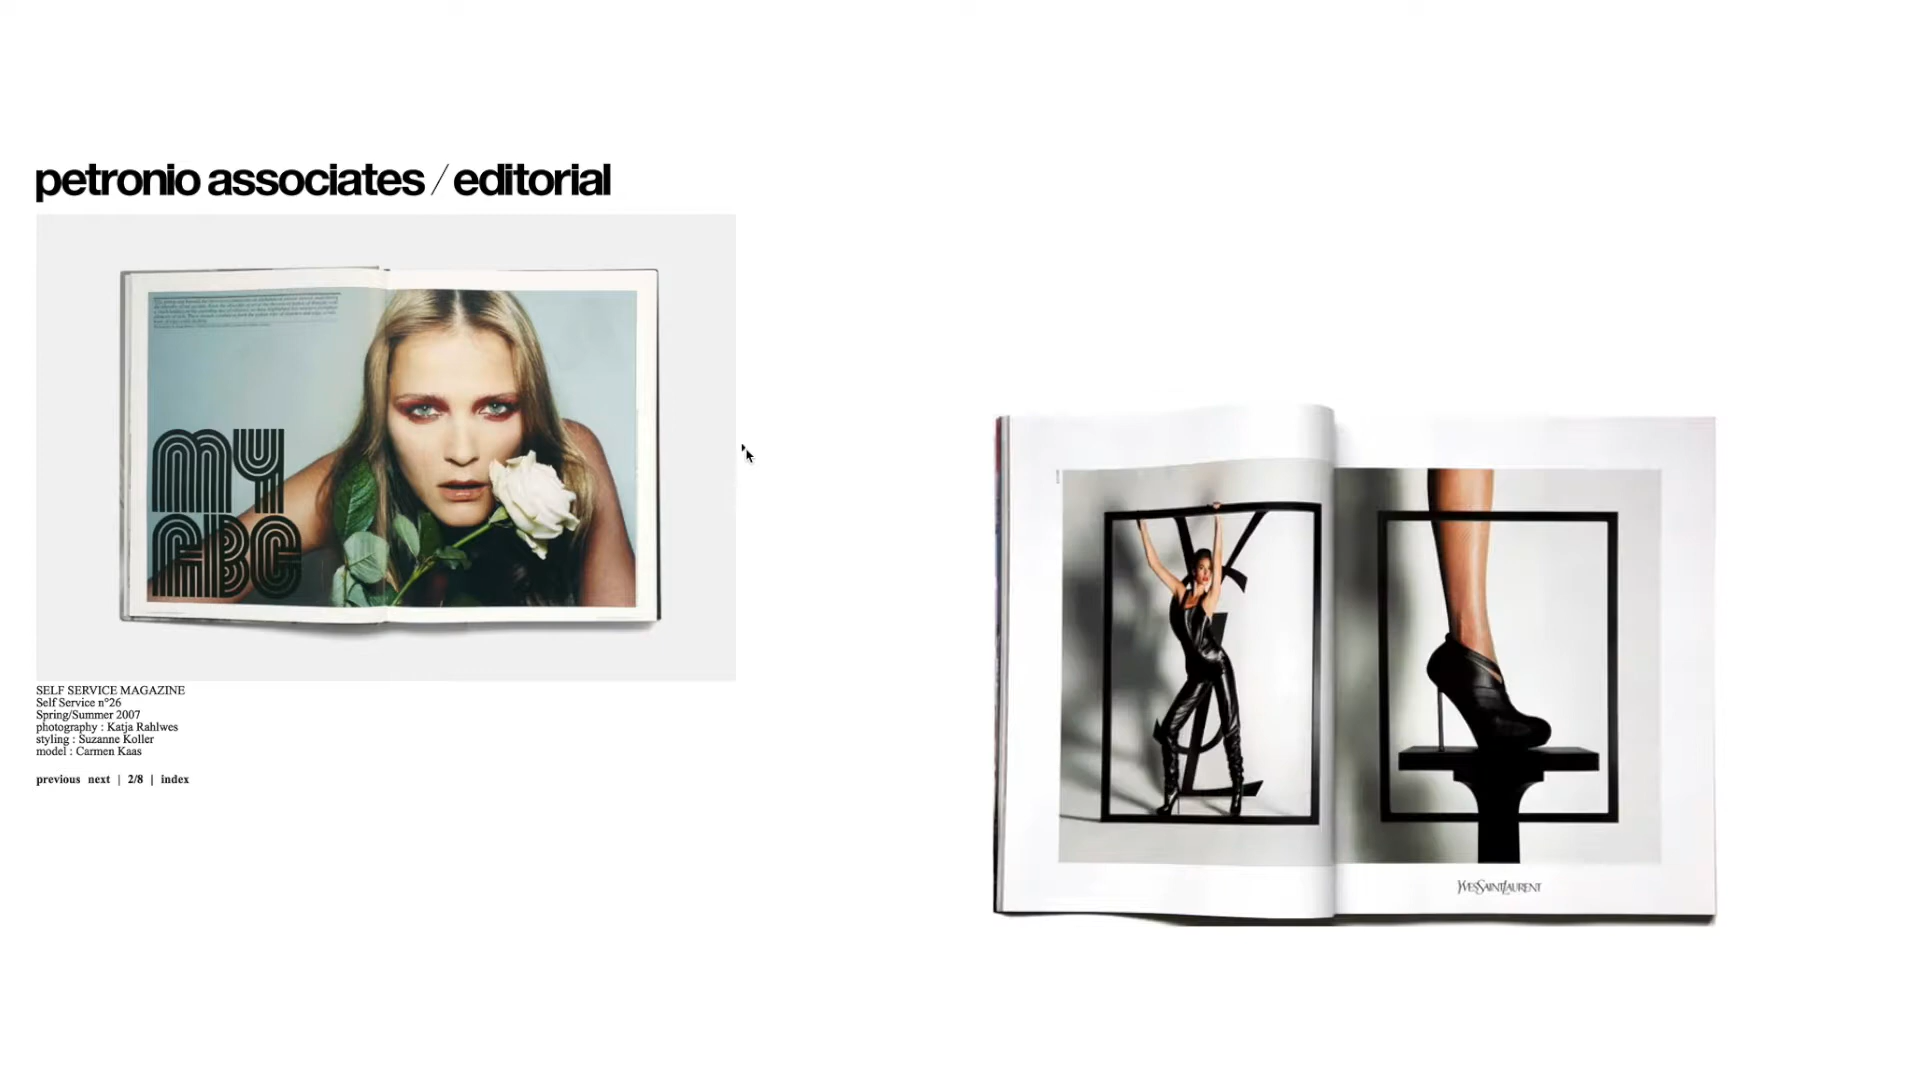 petronio associates / editorial
MY
ABC
SELF SERVICE MAGAZINE
Self Service n°26
Spring/Summer 2007
photography : Katja Rahlwes
styling : Suzanne Koller
model : Carmen Kaas
previous next | 2/8 | index
YSL
YVESSAINTLAURENT